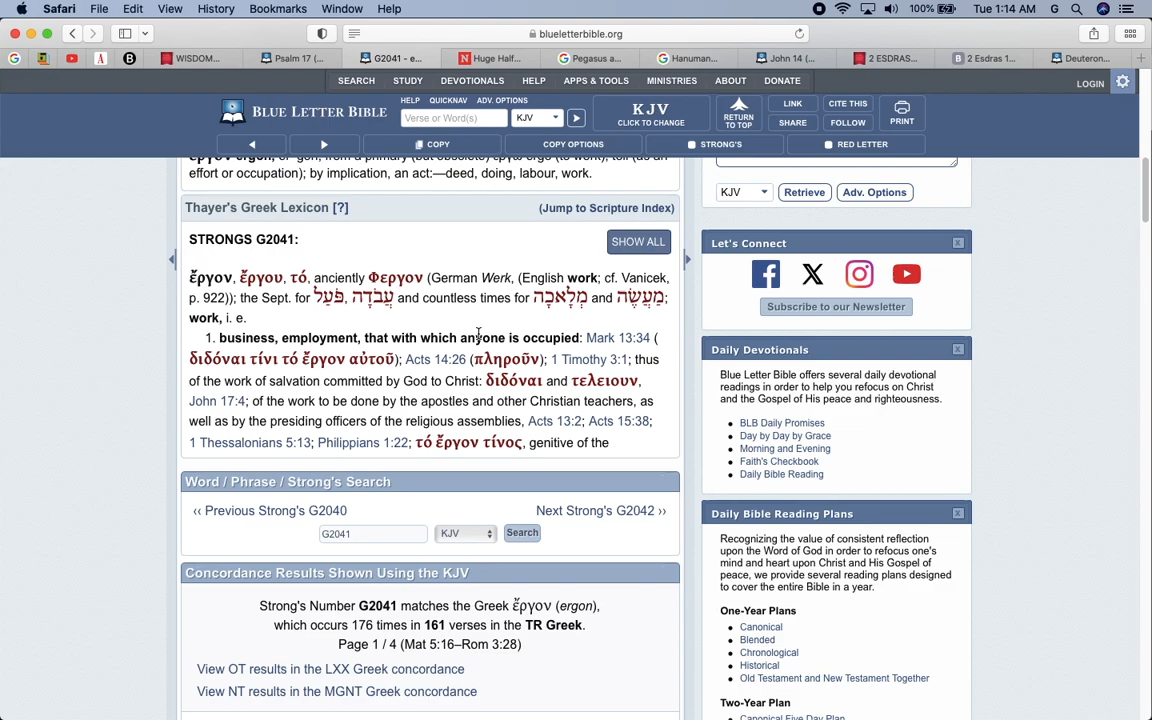 Safari File Edit View History Bookmarks Window Help 100% Tue 1:14 AM G
blueletterbible.org
WISDOM... Psalm 17 (... G2041 - e... Huge Half... Pegasus a... Hanuman... John 14 (... 2 ESDRAS... 2 Esdras 1... Deuteron...
SEARCH STUDY DEVOTIONALS HELP APPS & TOOLS MINISTRIES ABOUT DONATE LOGIN
BLUE LETTER BIBLE
HELP QUICKNAV ADV. OPTIONS
Verse or Word(s) KJV
KJV
CLICK TO CHANGE
RETURN
TO TOP
LINK CITE THIS
SHARE FOLLOW
PRINT
COPY COPY OPTIONS STRONG'S RED LETTER
effort or occupation); by implication, an act:—deed, doing, labour, work.
Thayer's Greek Lexicon [?] (Jump to Scripture Index)
STRONGS G2041: SHOW ALL
ἔργον, ἔργου, τό, anciently Φεργον (German Werk, (English work; cf. Vanicek,
p. 922)); the Sept. for פֹּעַל, עֲבֹדָה and countless times for מְלָאכָה and מַעֲשֶׂה;
work, i. e.
1. business, employment, that with which anyone is occupied: Mark 13:34 (
διδόναι τίνι τό ἔργον αὐτοῦ); Acts 14:26 (πληροῦν); 1 Timothy 3:1; thus
of the work of salvation committed by God to Christ: διδόναι and τελειουν,
John 17:4; of the work to be done by the apostles and other Christian teachers, as
well as by the presiding officers of the religious assemblies, Acts 13:2; Acts 15:38;
1 Thessalonians 5:13; Philippians 1:22; τό ἔργον τίνος, genitive of the
Word / Phrase / Strong's Search
‹‹ Previous Strong's G2040 Next Strong's G2042 ››
G2041 KJV Search
Concordance Results Shown Using the KJV
Strong's Number G2041 matches the Greek ἔργον (ergon),
which occurs 176 times in 161 verses in the TR Greek.
Page 1 / 4 (Mat 5:16–Rom 3:28)
View OT results in the LXX Greek concordance
View NT results in the MGNT Greek concordance
KJV Retrieve Adv. Options
Let's Connect x
Subscribe to our Newsletter
Daily Devotionals x
Blue Letter Bible offers several daily devotional
readings in order to help you refocus on Christ
and the Gospel of His peace and righteousness.
BLB Daily Promises
Day by Day by Grace
Morning and Evening
Faith's Checkbook
Daily Bible Reading
Daily Bible Reading Plans x
Recognizing the value of consistent reflection
upon the Word of God in order to refocus one's
mind and heart upon Christ and His Gospel of
peace, we provide several reading plans designed
to cover the entire Bible in a year.
One-Year Plans
Canonical
Blended
Chronological
Historical
Old Testament and New Testament Together
Two-Year Plan
Canonical Five Day Plan